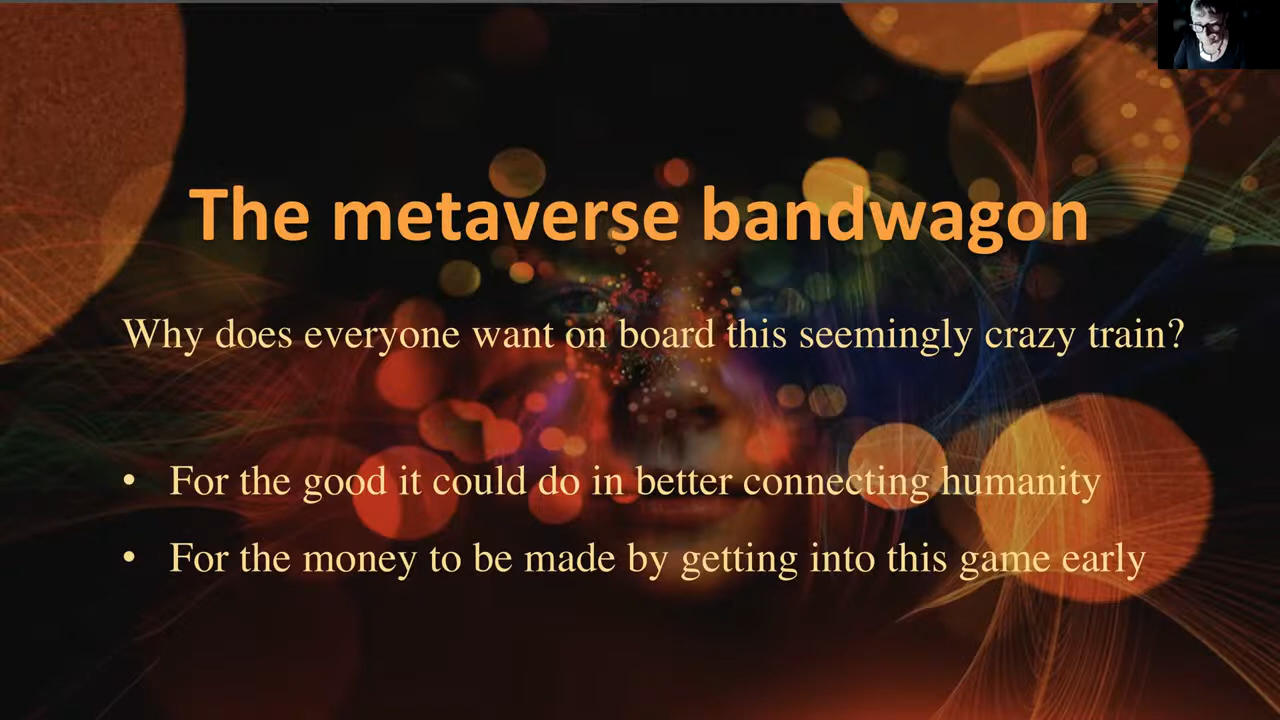 The metaverse bandwagon
Why does everyone want on board this seemingly crazy train?
• For the good it could do in better connecting humanity
• For the money to be made by getting into this game early